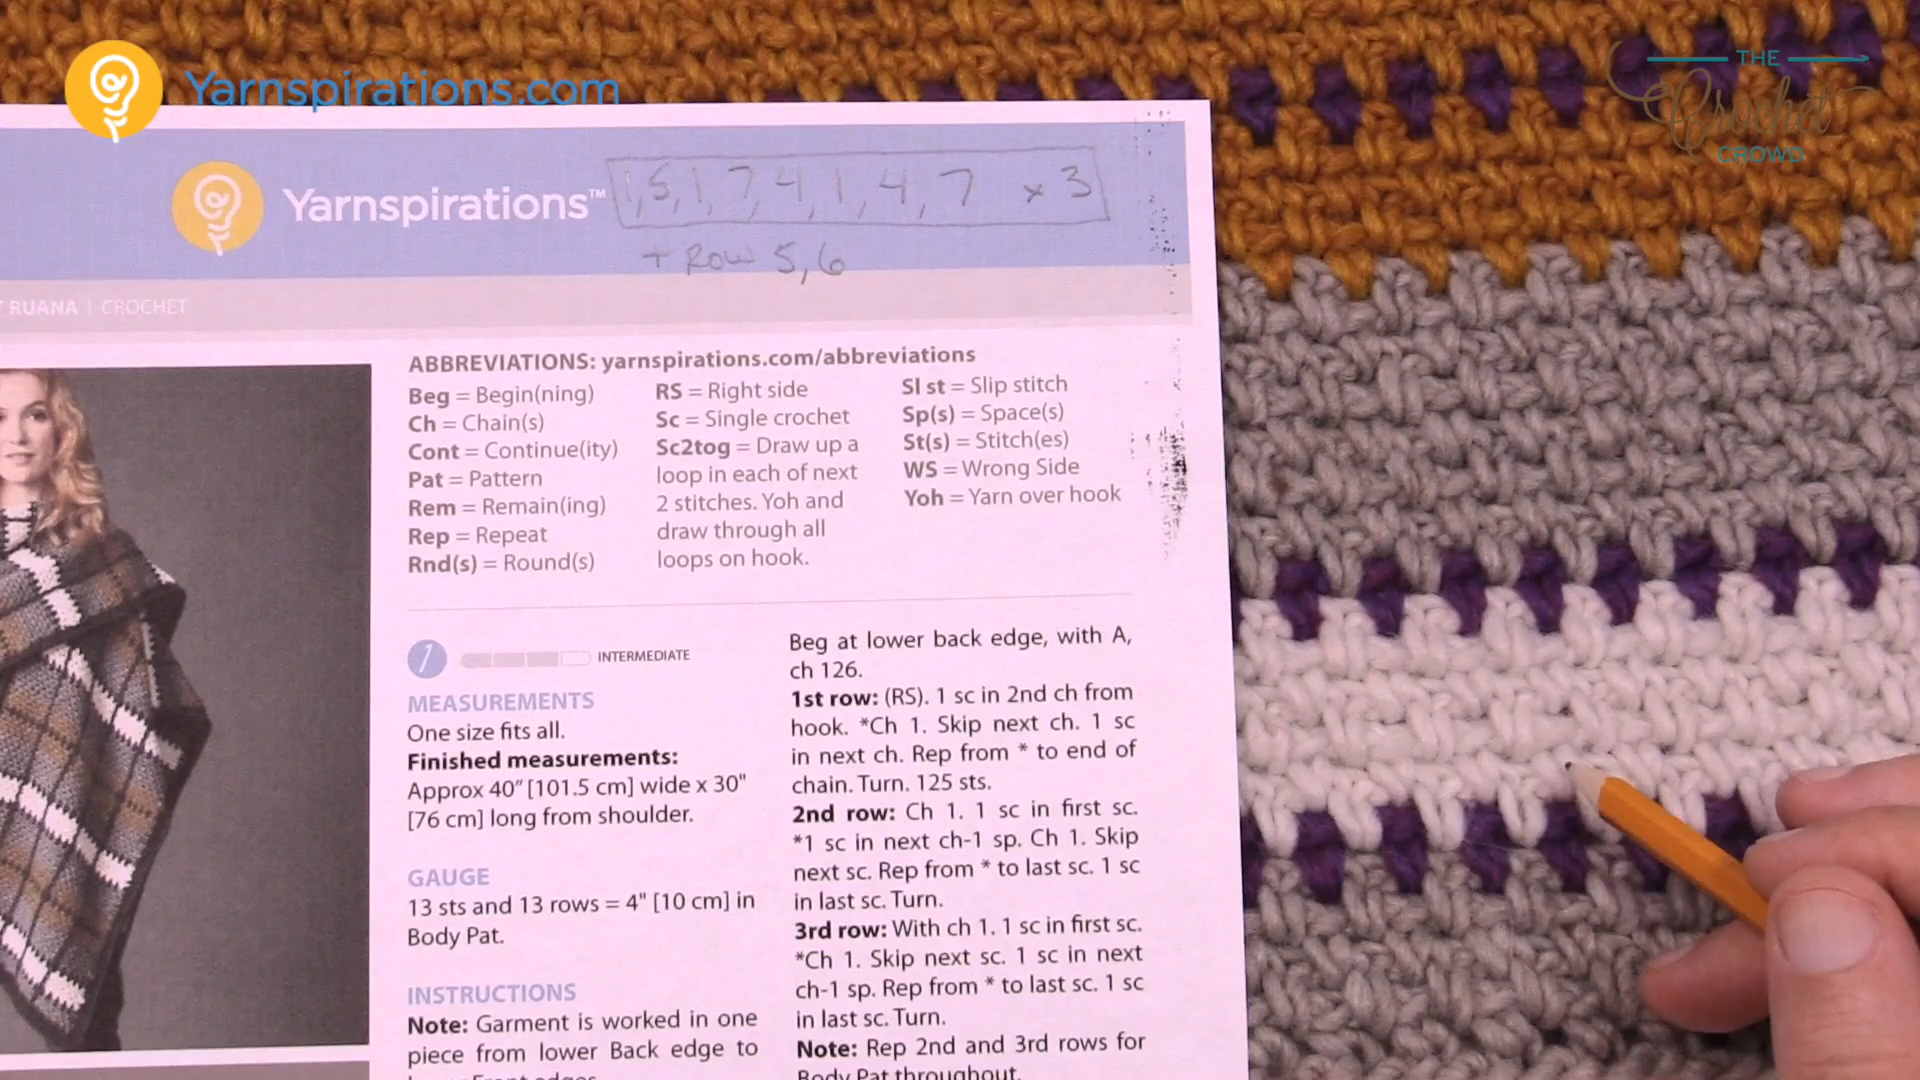 Yarnspirations.com
THE
Crochet
CROWD
Yarnspirations™
1, 5, 1, 7, 4, 1, 4, 7 x 3
+ Row 5, 6
RUANA | CROCHET
ABBREVIATIONS: yarnspirations.com/abbreviations
Beg = Begin(ning)
Ch = Chain(s)
Cont = Continue(ity)
Pat = Pattern
Rem = Remain(ing)
Rep = Repeat
Rnd(s) = Round(s)
RS = Right side
Sc = Single crochet
Sc2tog = Draw up a
loop in each of next
2 stitches. Yoh and
draw through all
loops on hook.
Sl st = Slip stitch
Sp(s) = Space(s)
St(s) = Stitch(es)
WS = Wrong Side
Yoh = Yarn over hook
INTERMEDIATE
MEASUREMENTS
One size fits all.
Finished measurements:
Approx 40" [101.5 cm] wide x 30"
[76 cm] long from shoulder.
GAUGE
13 sts and 13 rows = 4" [10 cm] in
Body Pat.
INSTRUCTIONS
Note: Garment is worked in one
piece from lower Back edge to
Beg at lower back edge, with A,
ch 126.
1st row: (RS). 1 sc in 2nd ch from
hook. *Ch 1. Skip next ch. 1 sc
in next ch. Rep from * to end of
chain. Turn. 125 sts.
2nd row: Ch 1. 1 sc in first sc.
*1 sc in next ch-1 sp. Ch 1. Skip
next sc. Rep from * to last sc. 1 sc
in last sc. Turn.
3rd row: With ch 1. 1 sc in first sc.
*Ch 1. Skip next sc. 1 sc in next
ch-1 sp. Rep from * to last sc. 1 sc
in last sc. Turn.
Note: Rep 2nd and 3rd rows for
Body Pat throughout.